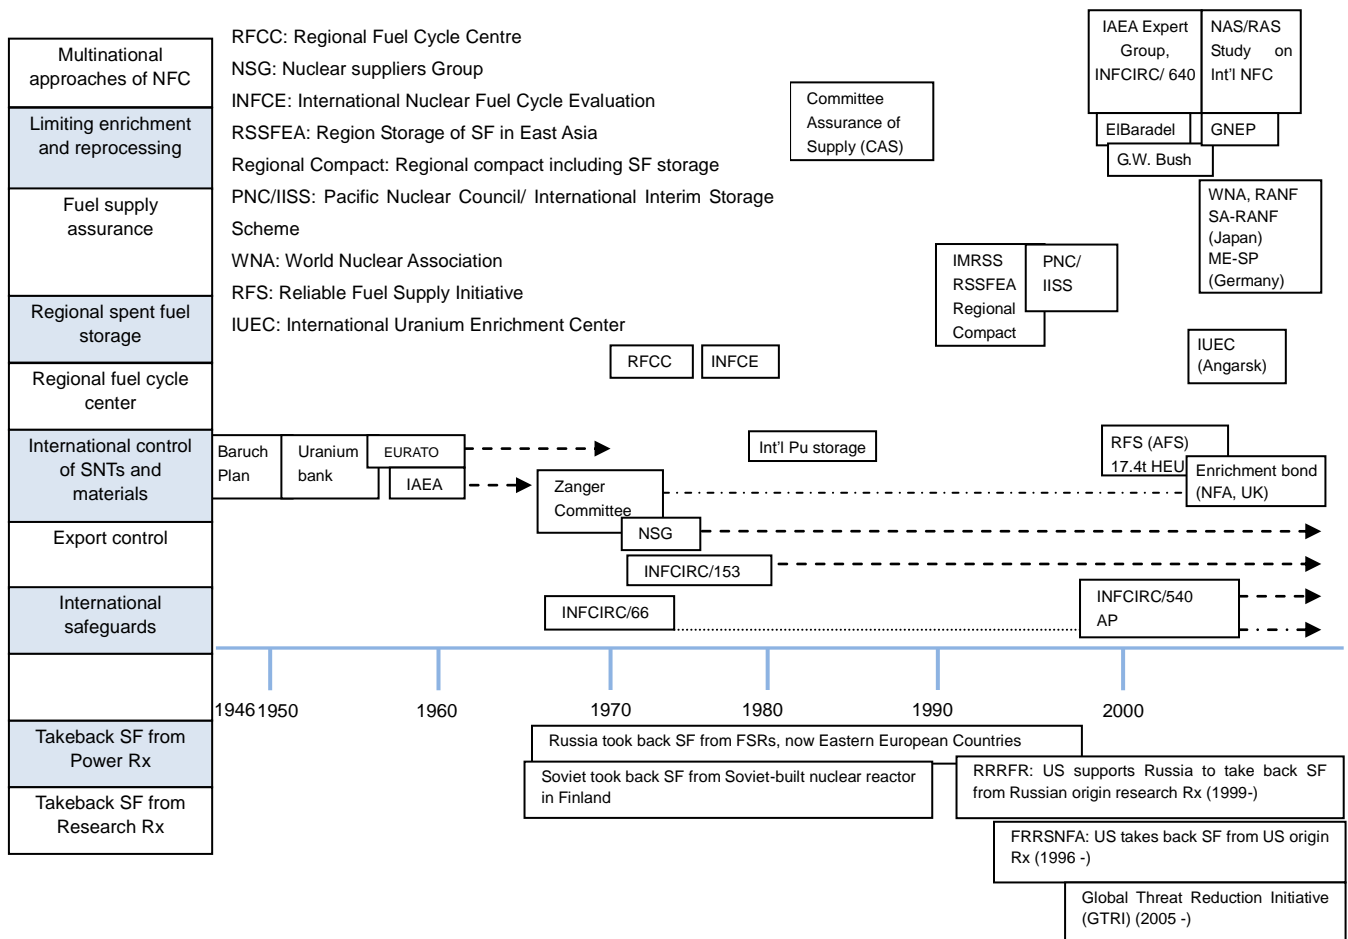 Multinational
approaches of NFC
Limiting enrichment
and reprocessing
Fuel supply
assurance
Regional spent fuel
storage
Regional fuel cycle
center
International control
of SNTs and
materials
Export control
International
safeguards
Takeback SF from
Power Rx
Takeback SF from
Research Rx
RFCC: Regional Fuel Cycle Centre
NSG: Nuclear suppliers Group
INFCE: International Nuclear Fuel Cycle Evaluation
RSSFEA: Region Storage of SF in East Asia
Regional Compact: Regional compact including SF storage
PNC/IISS: Pacific Nuclear Council/ International Interim Storage
Scheme
WNA: World Nuclear Association
RFS: Reliable Fuel Supply Initiative
IUEC: International Uranium Enrichment Center
Committee
Assurance of
Supply (CAS)
IAEA Expert
Group,
INFCIRC/ 640
NAS/RAS
Study on
Int'l NFC
ElBaradel
GNEP
G.W. Bush
WNA, RANF
SA-RANF
(Japan)
ME-SP
(Germany)
IMRSS
RSSFEA
Regional
Compact
PNC/
IISS
IUEC
(Angarsk)
RFCC
INFCE
Baruch
Plan
Uranium
bank
EURATO
IAEA
Int'l Pu storage
RFS (AFS)
17.4t HEU
Enrichment bond
(NFA, UK)
Zanger
Committee
NSG
INFCIRC/153
INFCIRC/66
INFCIRC/540
AP
1946 1950
1960
1970
1980
1990
2000
Russia took back SF from FSRs, now Eastern European Countries
Soviet took back SF from Soviet-built nuclear reactor
in Finland
RRRFR: US supports Russia to take back SF
from Russian origin research Rx (1999-)
FRRSNFA: US takes back SF from US origin
Rx (1996 -)
Global Threat Reduction Initiative
(GTRI) (2005 -)